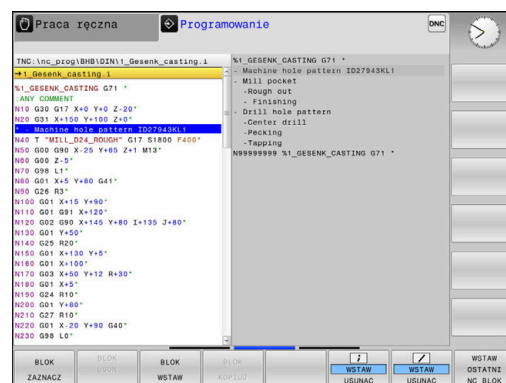 Praca ręczna
Programowanie
DNC
TNC:\nc_prog\BHB\DIN\1_Gesenk_casting.i
→1_Gesenk_casting.i
%1_GESENK_CASTING G71 *
;ANY COMMENT
N10 G30 G17 X+0 Y+0 Z-20*
N20 G31 X+150 Y+100 Z+0*
* - Machine hole pattern ID27943KL1
N40 T "MILL_D24_ROUGH" G17 S1800 F400*
N50 G00 G90 X-25 Y+85 Z+1 M13*
N60 G00 Z-5*
N70 G98 L1*
N80 G01 X+5 Y+80 G41*
N90 G26 R3*
N100 G01 X+15 Y+90*
N110 G01 G91 X+120*
N120 G02 G90 X+145 Y+80 I+135 J+80*
N130 G01 Y+50*
N140 G25 R20*
N150 G01 X+130 Y+5*
N160 G01 X+100*
N170 G03 X+50 Y+12 R+30*
N180 G01 X+5*
N190 G24 R10*
N200 G01 Y+80*
N210 G27 R10*
N220 G01 X-20 Y+90 G40*
N230 G98 L0*
%1_GESENK_CASTING G71 *
- Machine hole pattern ID27943KL1
- Mill pocket
-Rough out
- Finishing
- Drill hole pattern
-Center drill
-Pecking
-Tapping
N99999999 %1_GESENK_CASTING G71 *
BLOK
ZAZNACZ
BLOK
USUŃ
BLOK
WSTAW
BLOK
KOPIUJ
WSTAW
USUNAC
WSTAW
USUNAC
WSTAW
OSTATNI
NC BLOK